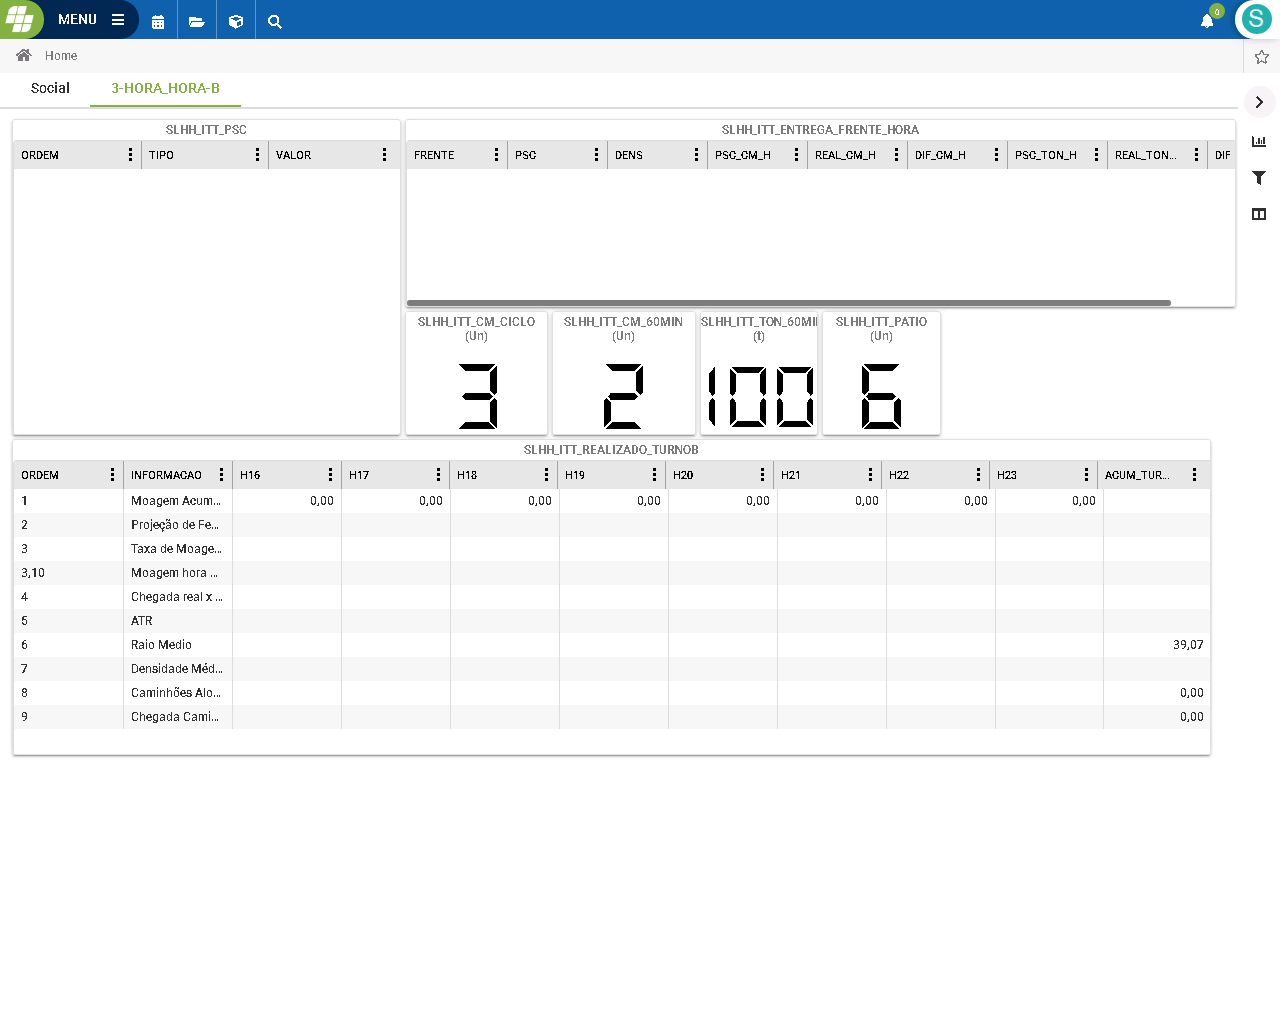 MENU
0
S
Home
Social
3-HORA_HORA-B
SLHH_ITT_PSC
ORDEM TIPO VALOR
SLHH_ITT_ENTREGA_FRENTE_HORA
FRENTE PSC DENS PSC_CM_H REAL_CM_H DIF_CM_H PSC_TON_H REAL_TON... DIF
SLHH_ITT_CM_CICLO
(Un)
3
SLHH_ITT_CM_60MIN
(Un)
2
SLHH_ITT_TON_60MI
(t)
100
SLHH_ITT_PATIO
(Un)
6
SLHH_ITT_REALIZADO_TURNOB
ORDEM INFORMACAO H16 H17 H18 H19 H20 H21 H22 H23 ACUM_TUR...
1 Moagem Acum... 0,00 0,00 0,00 0,00 0,00 0,00 0,00 0,00
2 Projeção de Fe...
3 Taxa de Moage...
3,10 Moagem hora ...
4 Chegada real x ...
5 ATR
6 Raio Medio 39,07
7 Densidade Méd...
8 Caminhões Alo... 0,00
9 Chegada Cami... 0,00